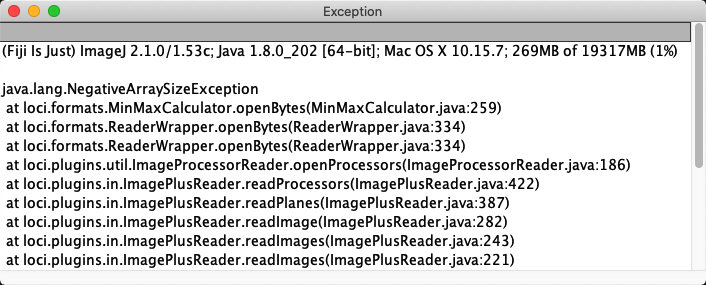 Exception
(Fiji Is Just) ImageJ 2.1.0/1.53c; Java 1.8.0_202 [64-bit]; Mac OS X 10.15.7; 269MB of 19317MB (1%)
java.lang.NegativeArraySizeException
at loci.formats.MinMaxCalculator.openBytes(MinMaxCalculator.java:259)
at loci.formats.ReaderWrapper.openBytes(ReaderWrapper.java:334)
at loci.formats.ReaderWrapper.openBytes(ReaderWrapper.java:334)
at loci.plugins.util.ImageProcessorReader.openProcessors(ImageProcessorReader.java:186)
at loci.plugins.in.ImagePlusReader.readProcessors(ImagePlusReader.java:422)
at loci.plugins.in.ImagePlusReader.readPlanes(ImagePlusReader.java:387)
at loci.plugins.in.ImagePlusReader.readImage(ImagePlusReader.java:282)
at loci.plugins.in.ImagePlusReader.readImages(ImagePlusReader.java:243)
at loci.plugins.in.ImagePlusReader.readImages(ImagePlusReader.java:221)